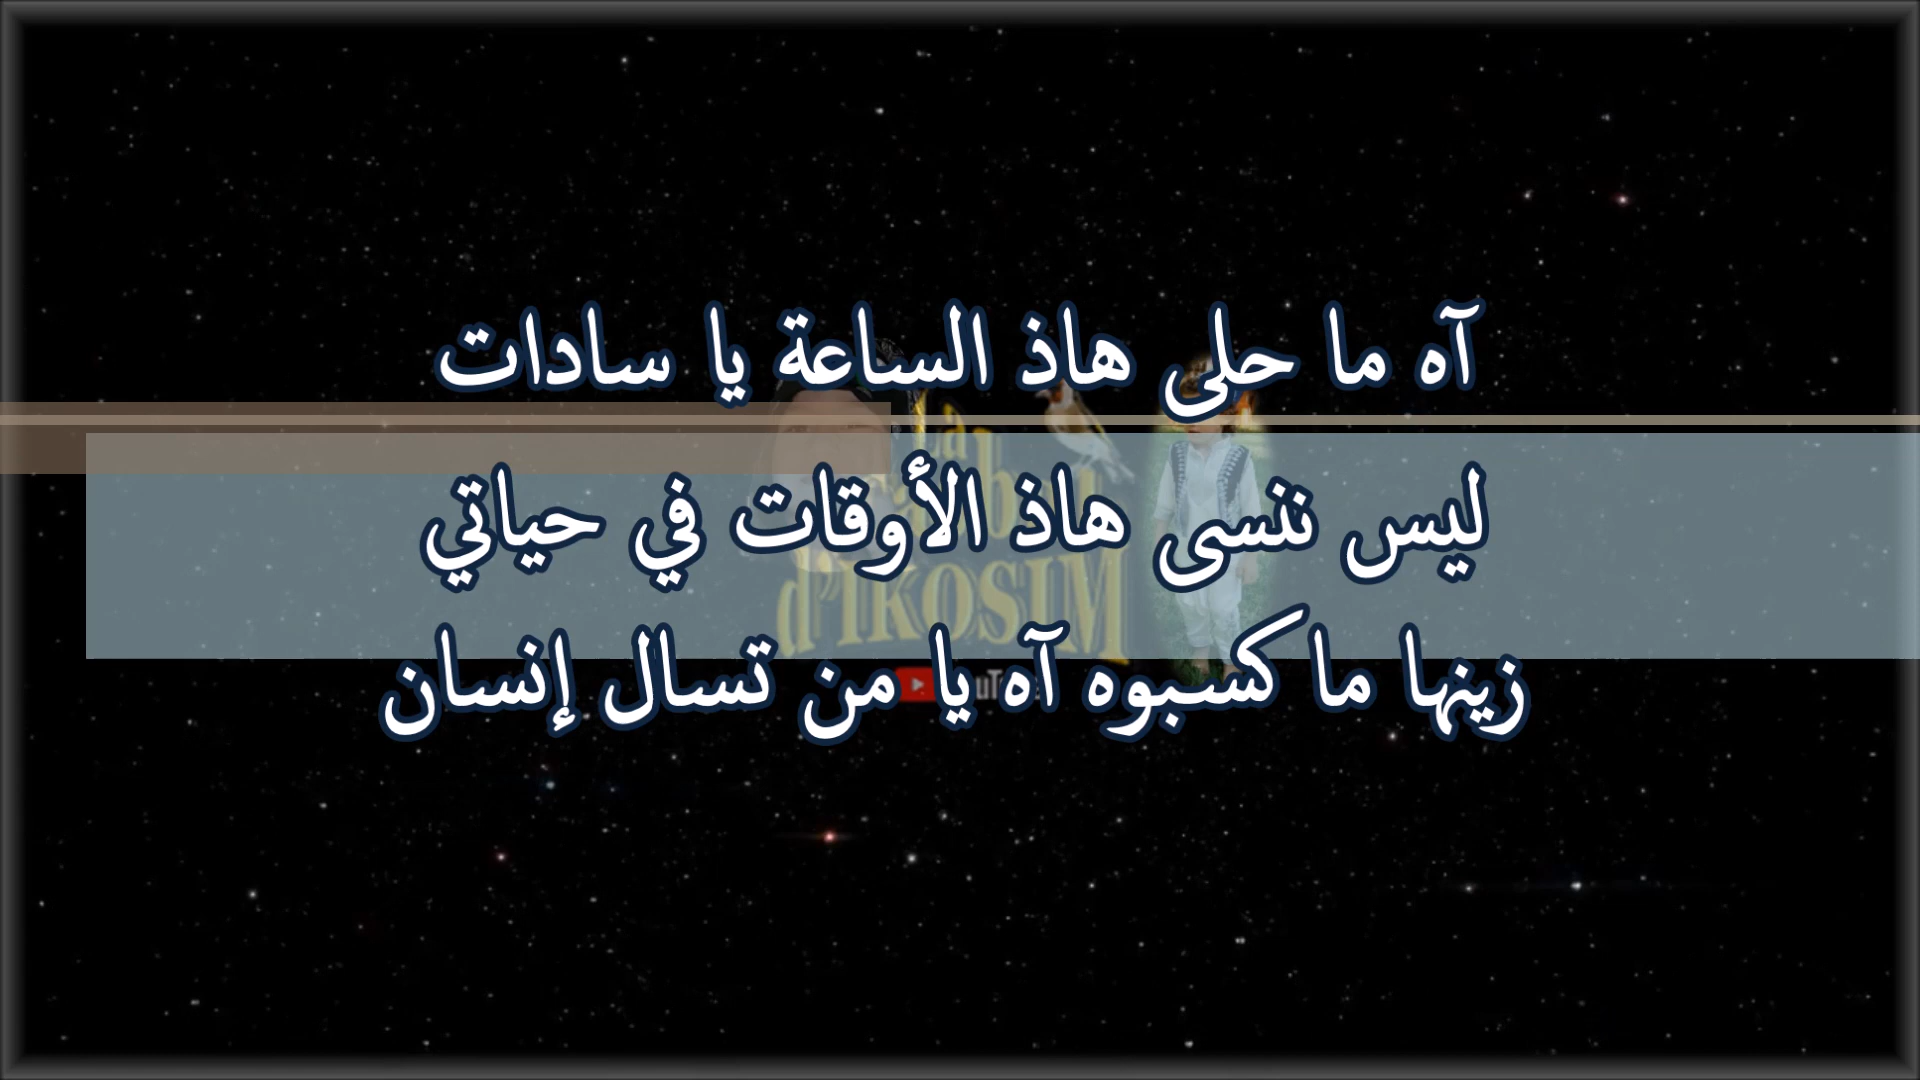 آه ما حلى هاذ الساعة يا سادات
ليس ننسى هاذ الأوقات في حياتي
زينها ما كسبوه آه يا من تسال إنسان
d'IKOSIM